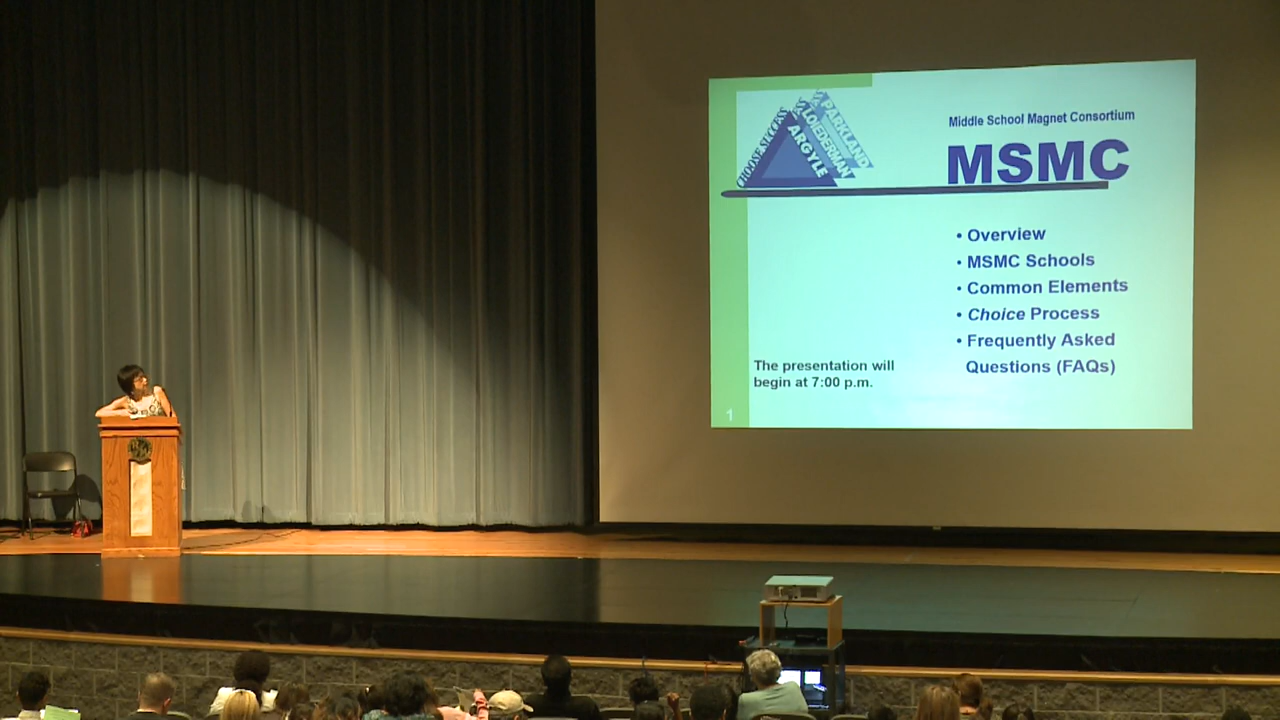 CHOOSE SUCCESS
ARGYLE
LOIEDERMAN
PARKLAND
Middle School Magnet Consortium
MSMC
• Overview
• MSMC Schools
• Common Elements
• Choice Process
• Frequently Asked
Questions (FAQs)
The presentation will
begin at 7:00 p.m.
1